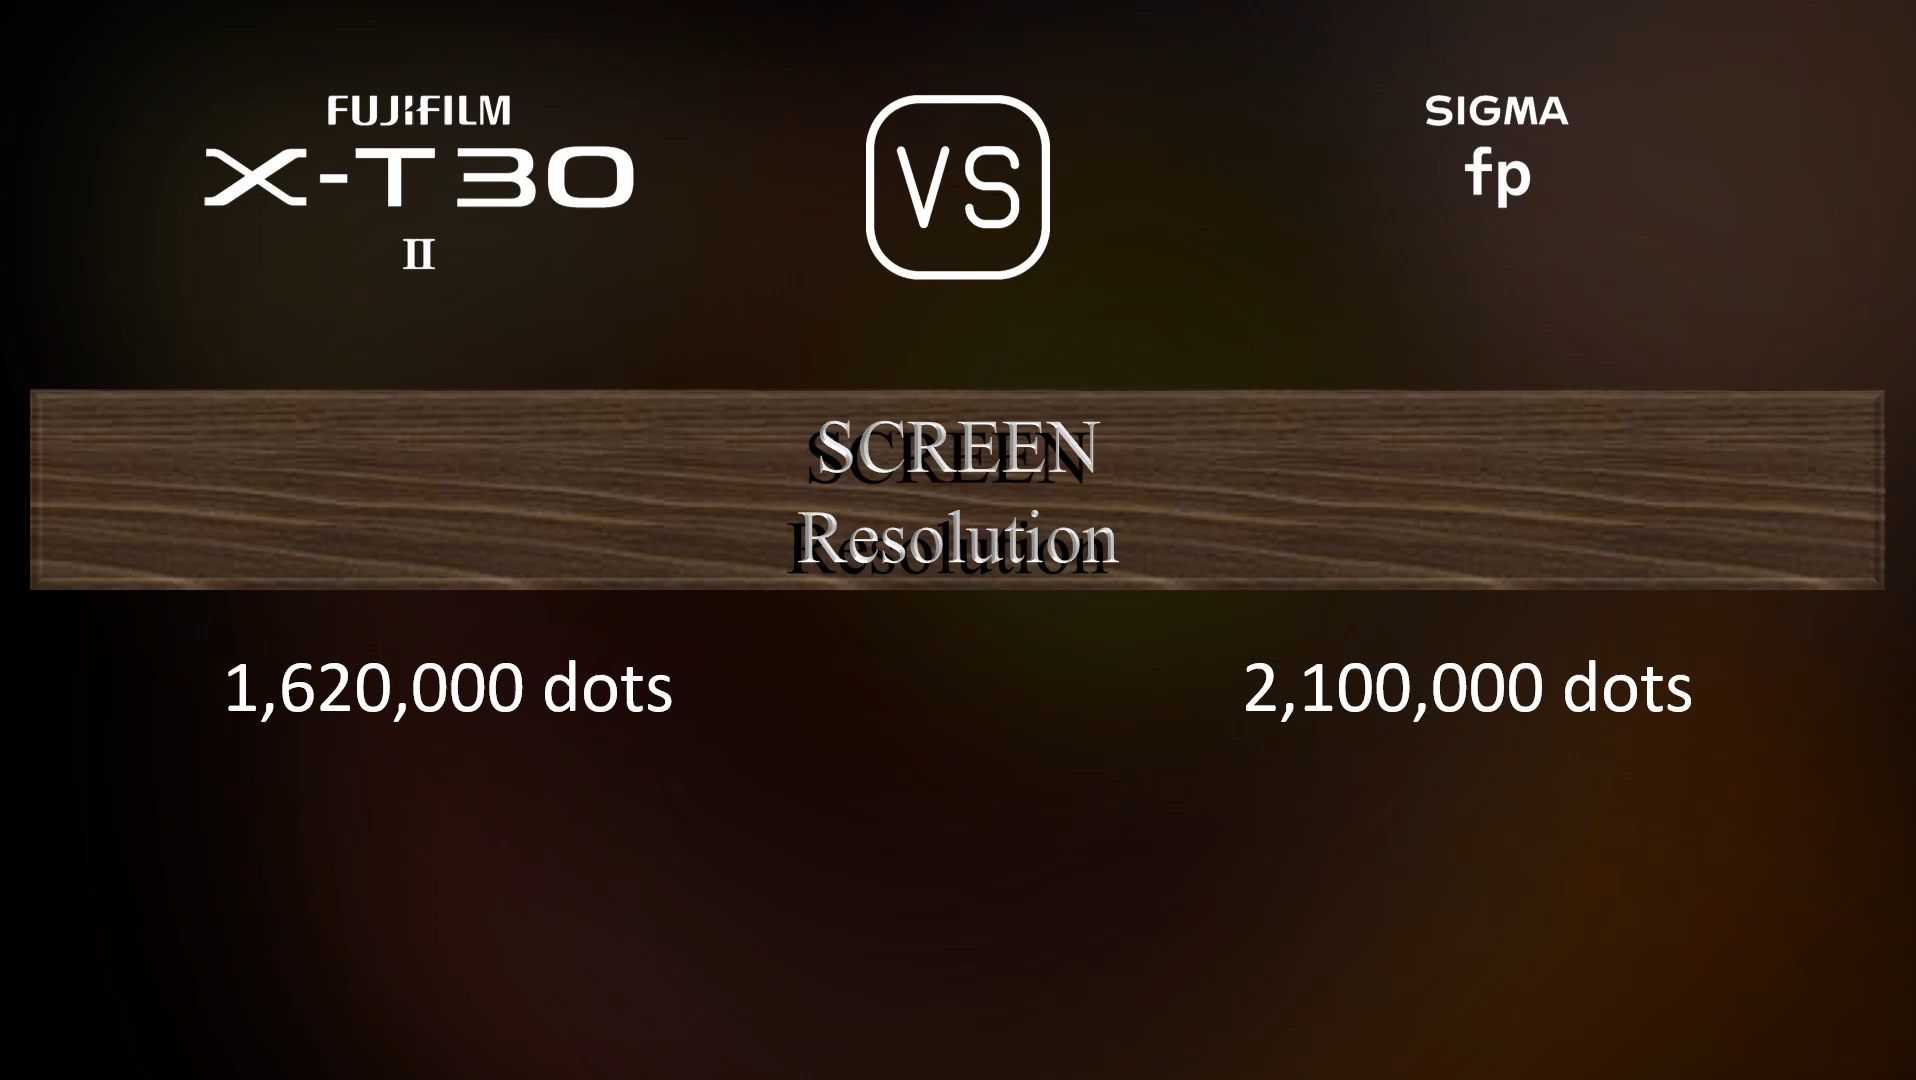 FUJIFILM
X-T30
II
VS
SIGMA
fp
SCREEN
Resolution
1,620,000 dots
2,100,000 dots